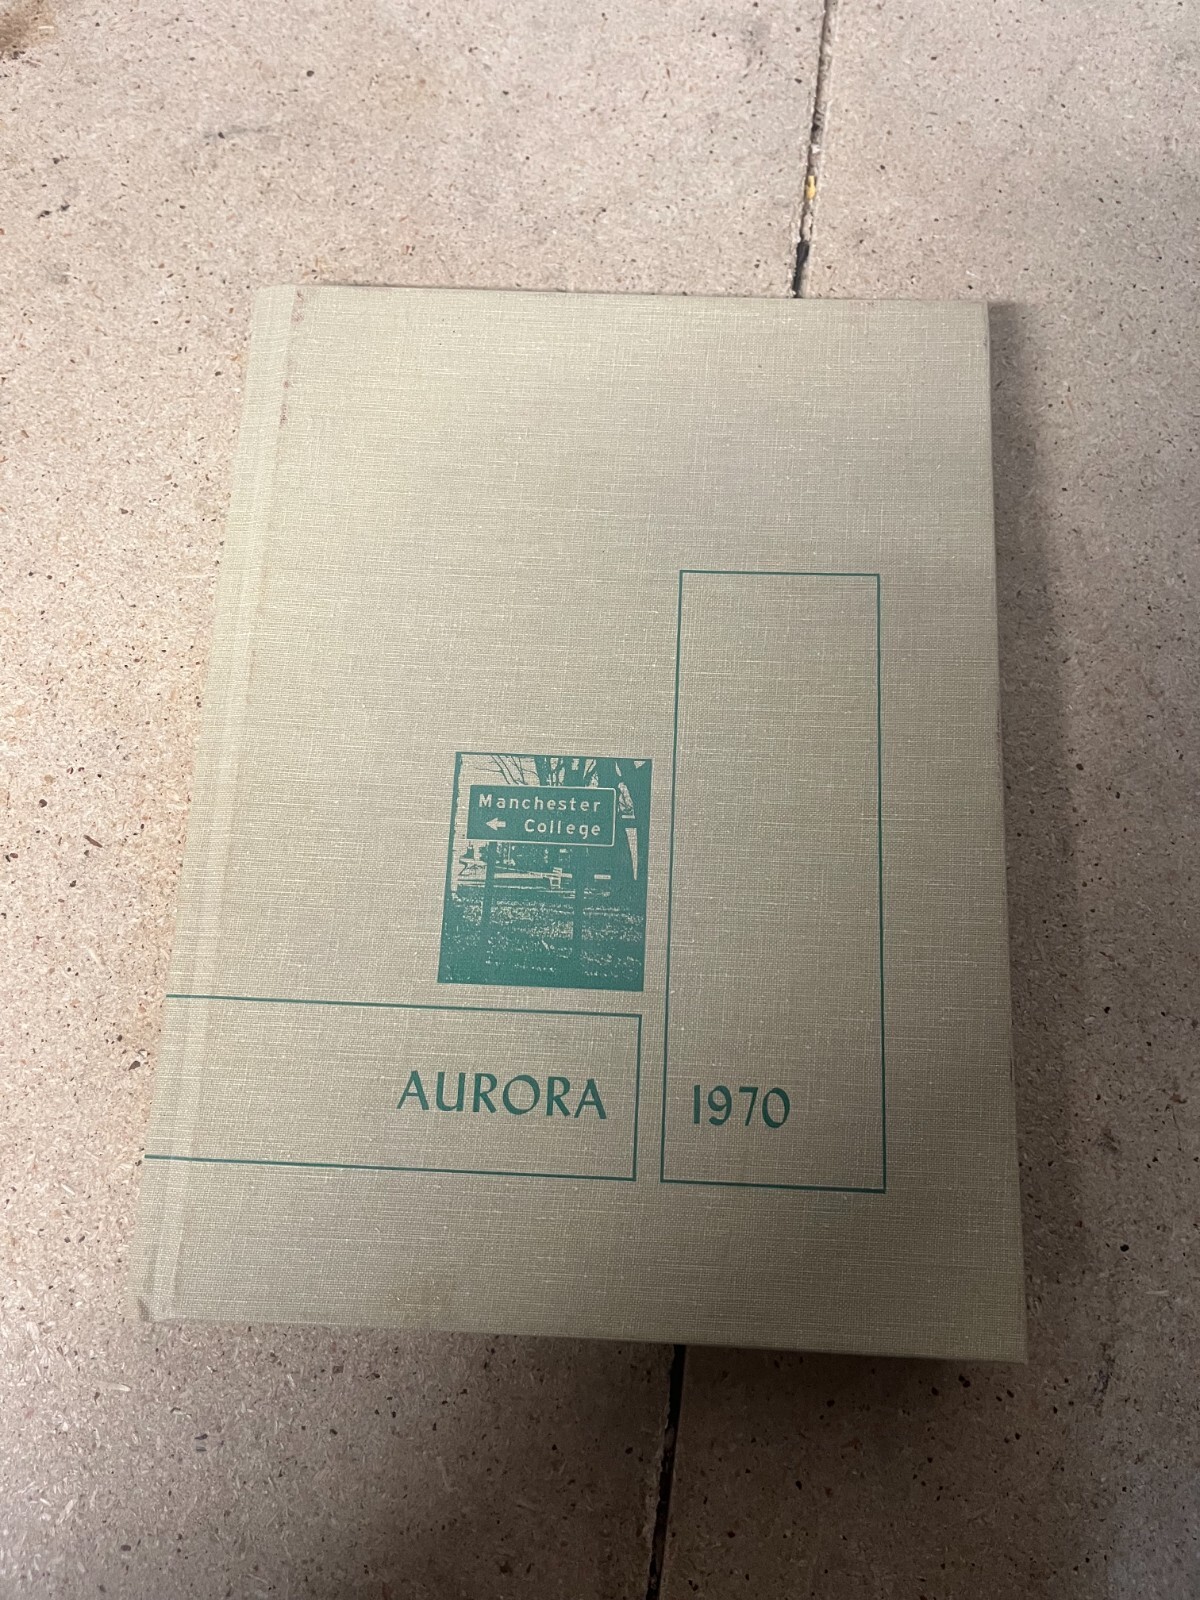 Manchester
← College
AURORA
1970